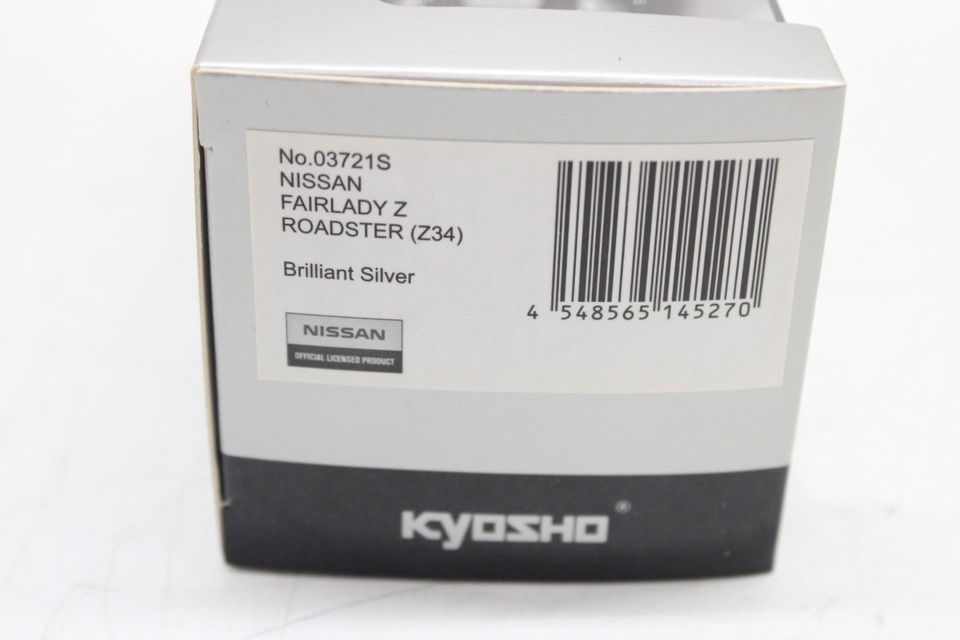 No.03721S
NISSAN
FAIRLADY Z
ROADSTER (Z34)
Brilliant Silver
NISSAN
OFFICIAL LICENSED PRODUCT
4 548565 145270
KYOSHO®